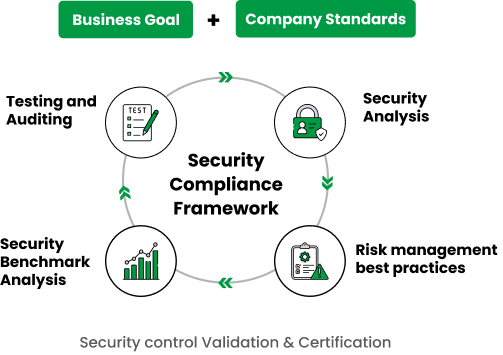 Business Goal + Company Standards
Testing and
Auditing
TEST
Security
Analysis
Security
Compliance
Framework
Security
Benchmark
Analysis
Risk management
best practices
Security control Validation & Certification